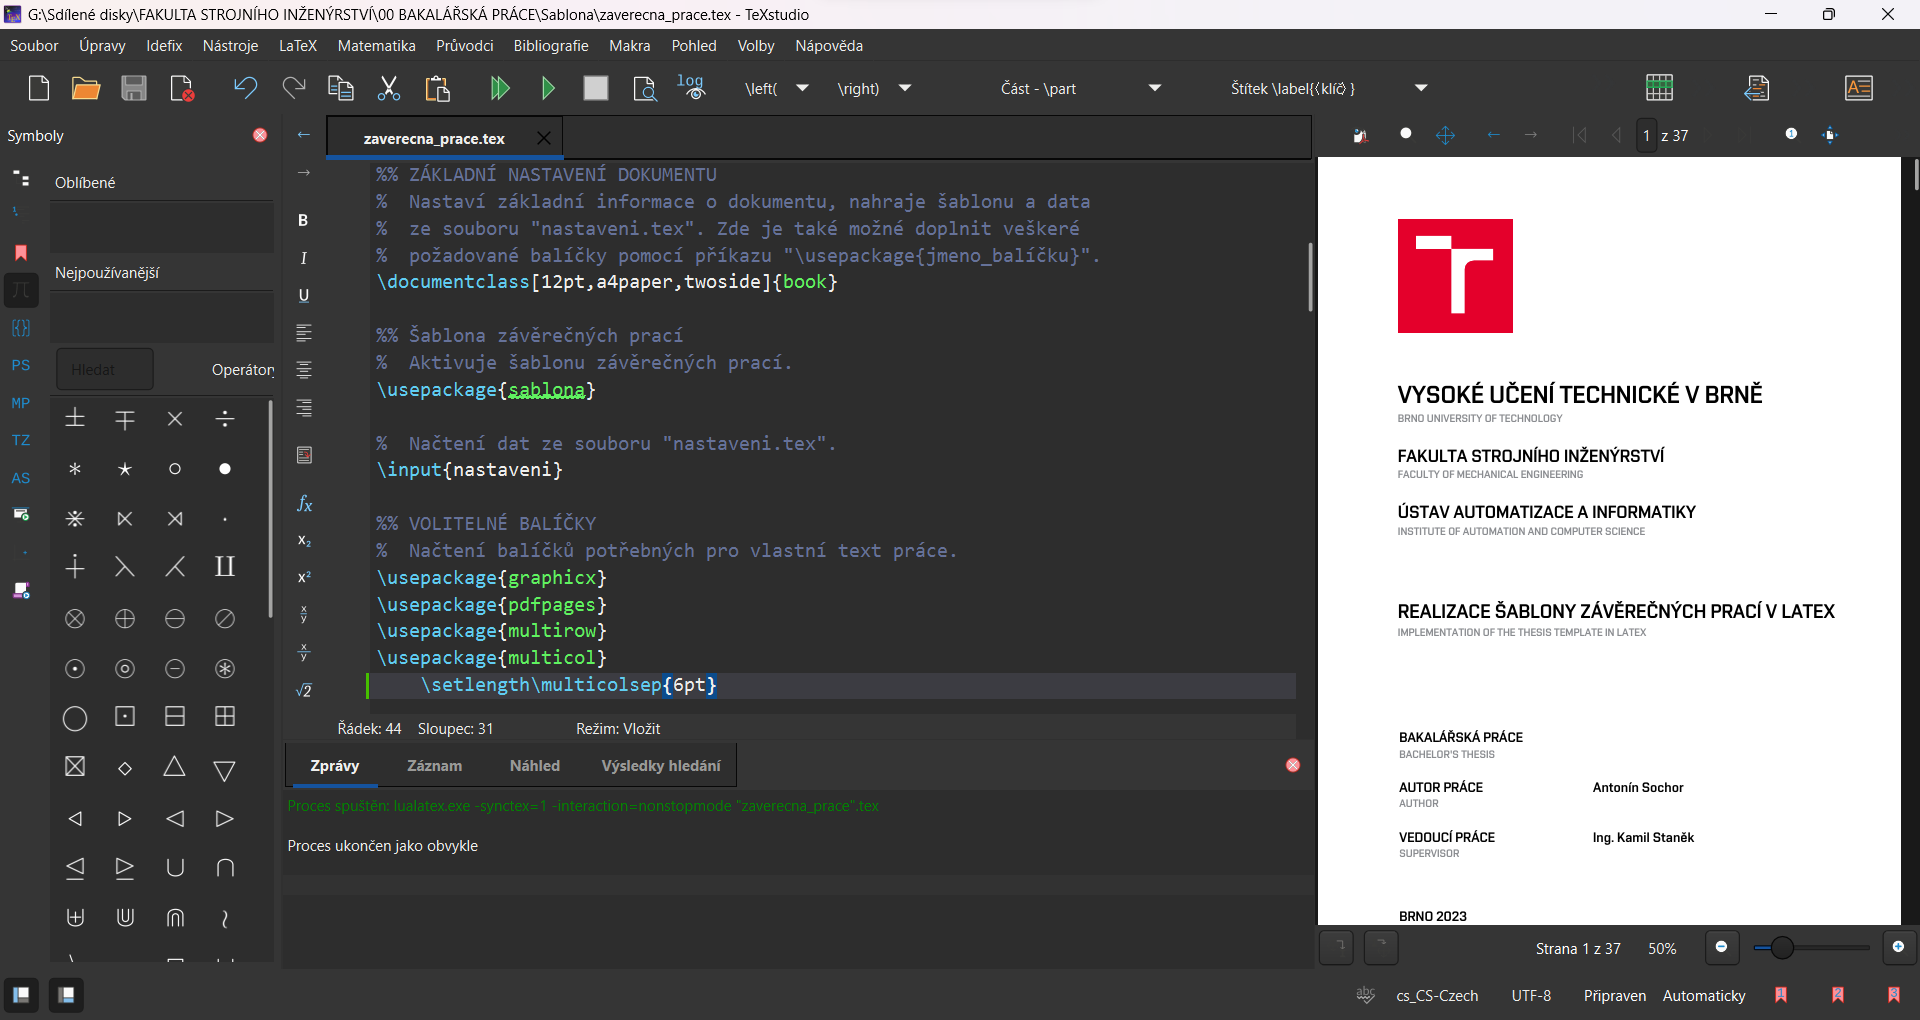 G:\Sdílené disky\FAKULTA STROJNÍHO INŽENÝRSTVÍ\00 BAKALÁŘSKÁ PRÁCE\Sablona\zaverecna_prace.tex - TeXstudio
Soubor Úpravy Idefix Nástroje LaTeX Matematika Průvodci Bibliografie Makra Pohled Volby Nápověda
log \left( \right) Část - \part Štítek \label{⟨klíč⟩}
Symboly
zaverecna_prace.tex
1 z 37
Oblíbené
Nejpoužívanější
Hledat
PS
MP
TZ
AS
B
I
U
%% ZÁKLADNÍ NASTAVENÍ DOKUMENTU
% Nastaví základní informace o dokumentu, nahraje šablonu a data
% ze souboru "nastaveni.tex". Zde je také možné doplnit veškeré
% požadované balíčky pomocí příkazu "\usepackage{jmeno_balíčku}".
\documentclass[12pt,a4paper,twoside]{book}
%% Šablona závěrečných prací
% Aktivuje šablonu závěrečných prací.
\usepackage{sablona}
% Načtení dat ze souboru "nastaveni.tex".
\input{nastaveni}
%% VOLITELNÉ BALÍČKY
% Načtení balíčků potřebných pro vlastní text práce.
\usepackage{graphicx}
\usepackage{pdfpages}
\usepackage{multirow}
\usepackage{multicol}
\setlength\multicolsep{6pt}
Řádek: 44 Sloupec: 31 Režim: Vložit
Zprávy Záznam Náhled Výsledky hledání
Proces spuštěn: lualatex.exe -synctex=1 -interaction=nonstopmode "zaverecna_prace".tex
Proces ukončen jako obvykle
VYSOKÉ UČENÍ TECHNICKÉ V BRNĚ
BRNO UNIVERSITY OF TECHNOLOGY
FAKULTA STROJNÍHO INŽENÝRSTVÍ
FACULTY OF MECHANICAL ENGINEERING
ÚSTAV AUTOMATIZACE A INFORMATIKY
INSTITUTE OF AUTOMATION AND COMPUTER SCIENCE
REALIZACE ŠABLONY ZÁVĚREČNÝCH PRACÍ V LATEX
IMPLEMENTATION OF THE THESIS TEMPLATE IN LATEX
BAKALÁŘSKÁ PRÁCE
BACHELOR'S THESIS
AUTOR PRÁCE Antonín Sochor
AUTHOR
VEDOUCÍ PRÁCE Ing. Kamil Staněk
SUPERVISOR
BRNO 2023
Strana 1 z 37 50%
cs_CS-Czech UTF-8 Připraven Automaticky 1 2 3